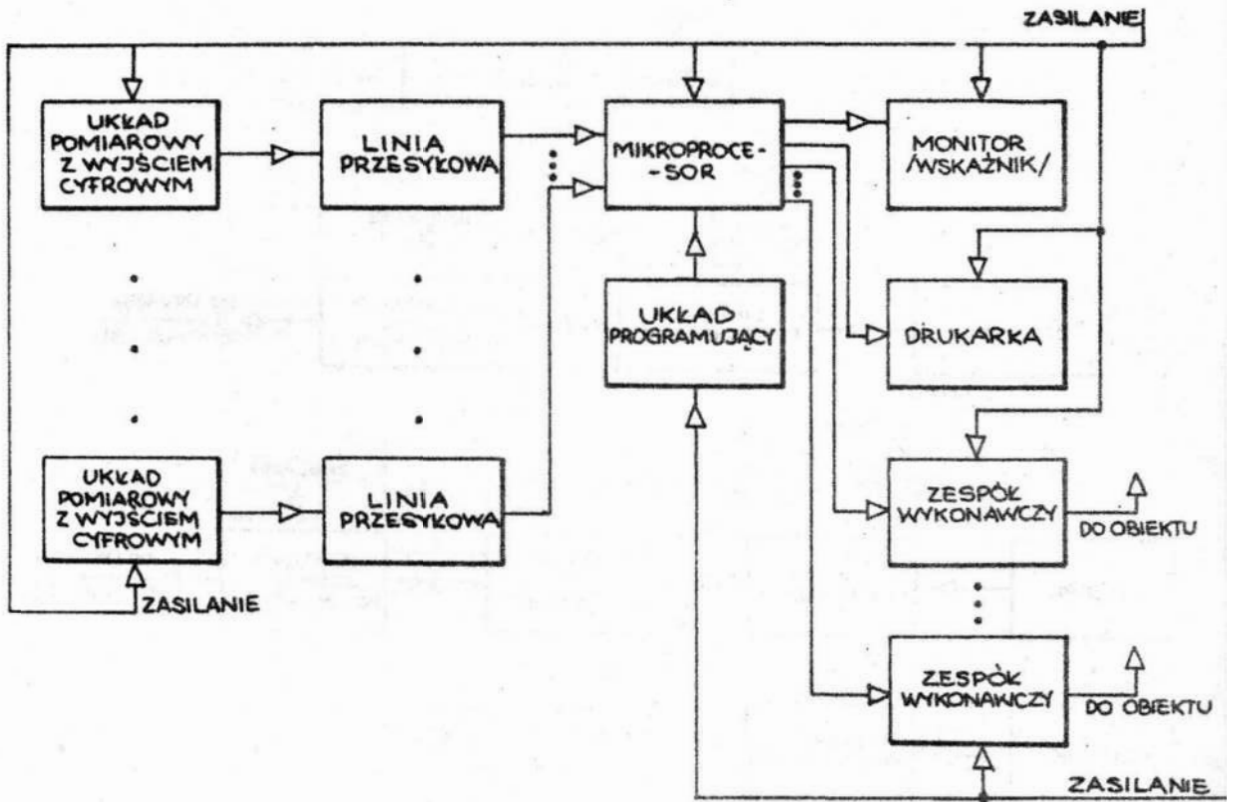 ZASILANIE
UKŁAD
POMIAROWY
Z WYJŚCIEM
CYFROWYM
LINIA
PRZESYŁOWA
MIKROPROCE-
-SOR
MONITOR
/WSKAŹNIK/
UKŁAD
PROGRAMUJĄCY
DRUKARKA
UKŁAD
POMIAROWY
Z WYJŚCIEM
CYFROWYM
LINIA
PRZESYŁOWA
ZESPÓŁ
WYKONAWCZY
DO OBIEKTU
ZASILANIE
ZESPÓŁ
WYKONAWCZY
DO OBIEKTU
ZASILANIE